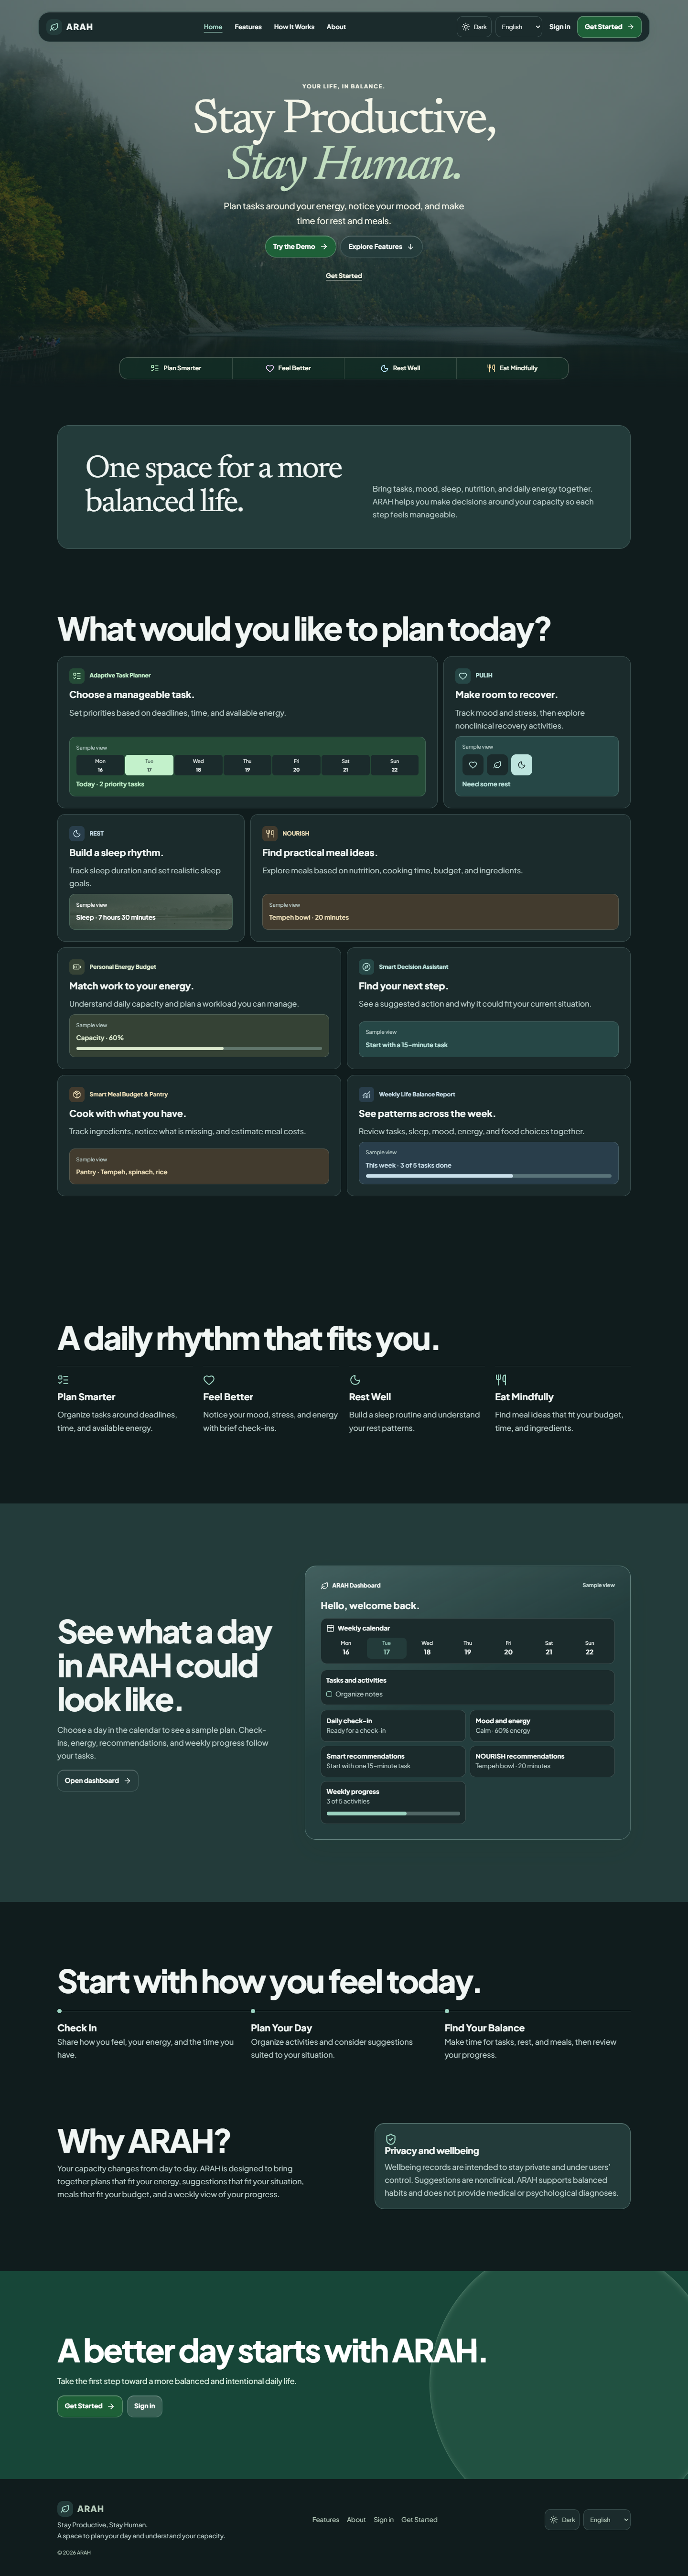 ARAH
Home Features How It Works About
Dark English Sign in Get Started
YOUR LIFE, IN BALANCE.
Stay Productive,
Stay Human.
Plan tasks around your energy, notice your mood, and make
time for rest and meals.
Try the Demo Explore Features
Get Started
Plan Smarter Feel Better Rest Well Eat Mindfully
One space for a more
balanced life.
Bring tasks, mood, sleep, nutrition, and daily energy together.
ARAH helps you make decisions around your capacity so each
step feels manageable.
What would you like to plan today?
Adaptive Task Planner
Choose a manageable task.
Set priorities based on deadlines, time, and available energy.
Sample view
Mon Tue Wed Thu Fri Sat Sun
16 17 18 19 20 21 22
Today · 2 priority tasks
PULIH
Make room to recover.
Track mood and stress, then explore
nonclinical recovery activities.
Sample view
Need some rest
REST
Build a sleep rhythm.
Track sleep duration and set realistic sleep
goals.
Sample view
Sleep · 7 hours 30 minutes
NOURISH
Find practical meal ideas.
Explore meals based on nutrition, cooking time, budget, and ingredients.
Sample view
Tempeh bowl · 20 minutes
Personal Energy Budget
Match work to your energy.
Understand daily capacity and plan a workload you can manage.
Sample view
Capacity · 60%
Smart Decision Assistant
Find your next step.
See a suggested action and why it could fit your current situation.
Sample view
Start with a 15-minute task
Smart Meal Budget & Pantry
Cook with what you have.
Track ingredients, notice what is missing, and estimate meal costs.
Sample view
Pantry · Tempeh, spinach, rice
Weekly Life Balance Report
See patterns across the week.
Review tasks, sleep, mood, energy, and food choices together.
Sample view
This week · 3 of 5 tasks done
A daily rhythm that fits you.
Plan Smarter
Organize tasks around deadlines,
time, and available energy.
Feel Better
Notice your mood, stress, and energy
with brief check-ins.
Rest Well
Build a sleep routine and understand
your rest patterns.
Eat Mindfully
Find meal ideas that fit your budget,
time, and ingredients.
See what a day
in ARAH could
look like.
Choose a day in the calendar to see a sample plan. Check-
ins, energy, recommendations, and weekly progress follow
your tasks.
Open dashboard
ARAH Dashboard Sample view
Hello, welcome back.
Weekly calendar
Mon Tue Wed Thu Fri Sat Sun
16 17 18 19 20 21 22
Tasks and activities
Organize notes
Daily check-in
Ready for a check-in
Mood and energy
Calm · 60% energy
Smart recommendations
Start with one 15-minute task
NOURISH recommendations
Tempeh bowl · 20 minutes
Weekly progress
3 of 5 activities
Start with how you feel today.
Check In
Share how you feel, your energy, and the time you
have.
Plan Your Day
Organize activities and consider suggestions
suited to your situation.
Find Your Balance
Make time for tasks, rest, and meals, then review
your progress.
Why ARAH?
Your capacity changes from day to day. ARAH is designed to bring
together plans that fit your energy, suggestions that fit your situation,
meals that fit your budget, and a weekly view of your progress.
Privacy and wellbeing
Wellbeing records are intended to stay private and under users'
control. Suggestions are nonclinical. ARAH supports balanced
habits and does not provide medical or psychological diagnoses.
A better day starts with ARAH.
Take the first step toward a more balanced and intentional daily life.
Get Started Sign in
ARAH
Stay Productive, Stay Human.
A space to plan your day and understand your capacity.
© 2026 ARAH
Features About Sign in Get Started
Dark English